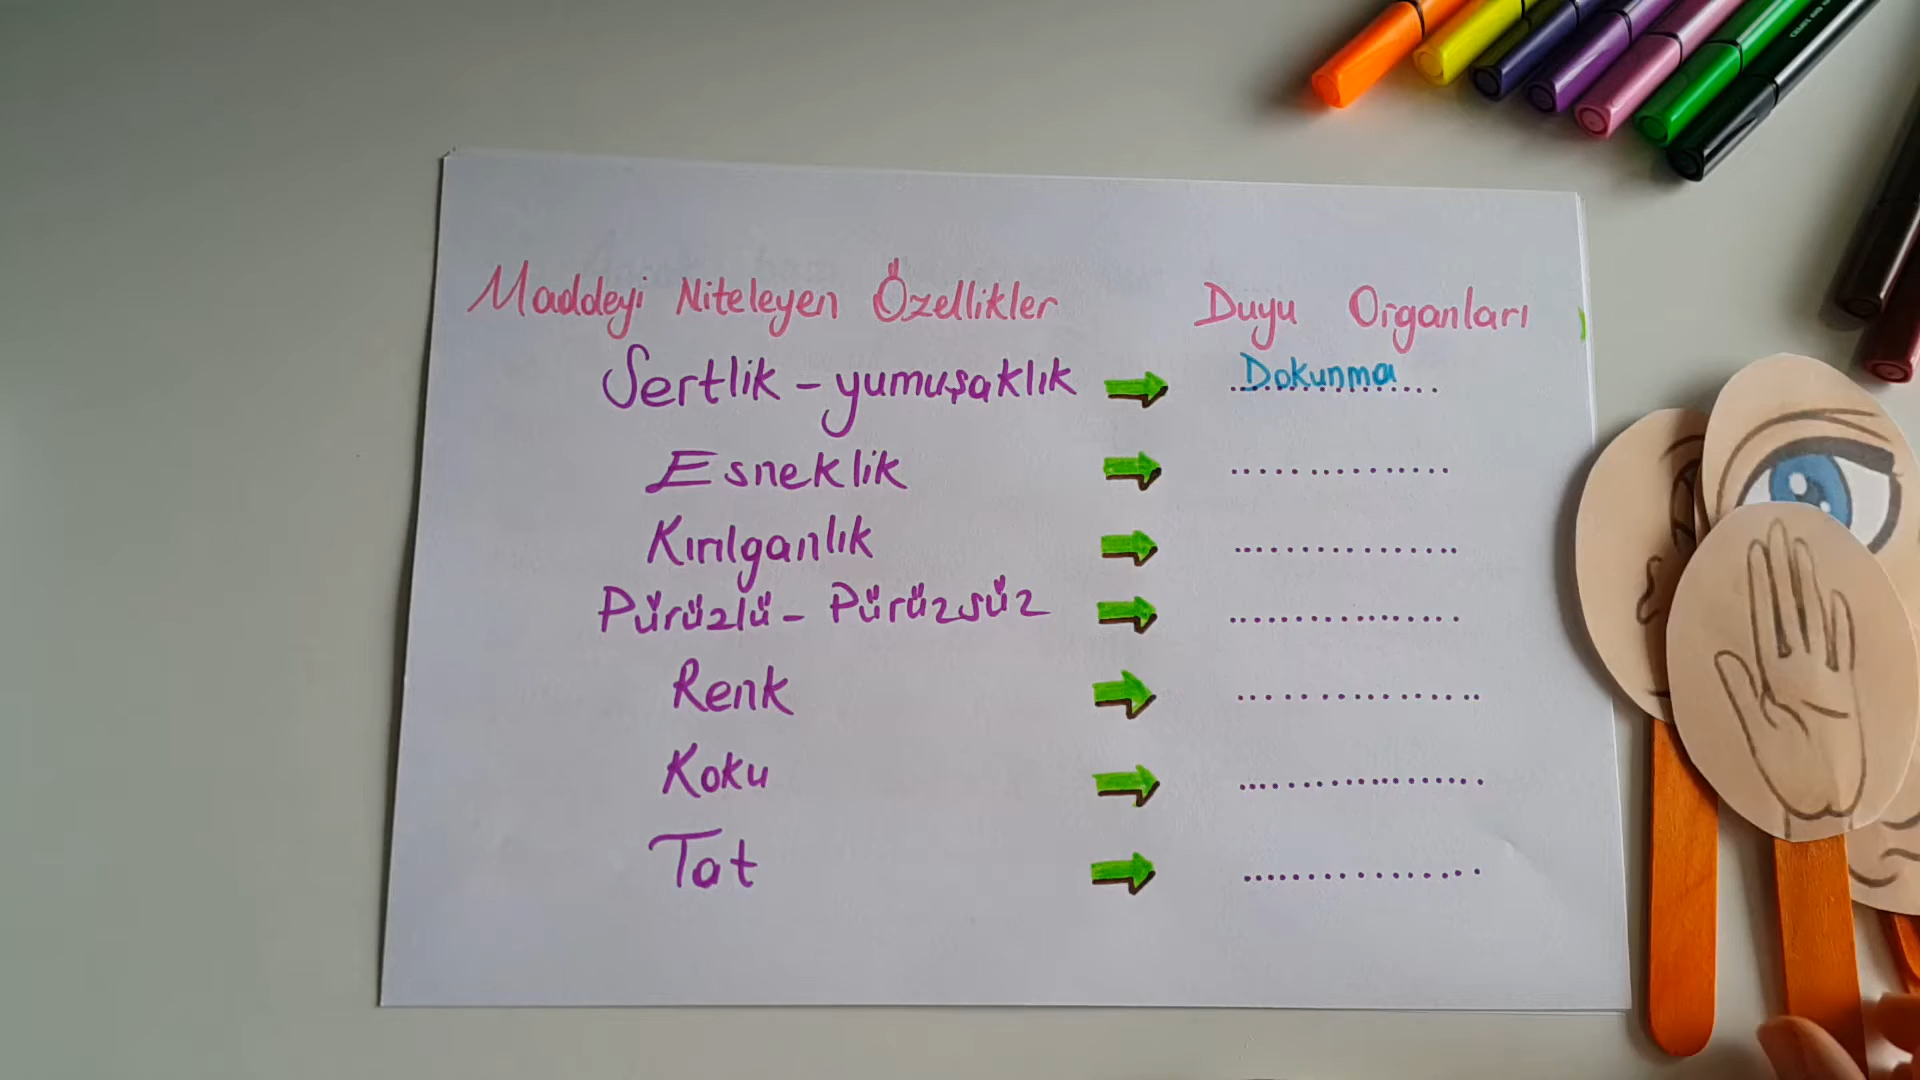 Maddeyi Niteleyen Özellikler Duyu Organları
Sertlik - yumuşaklık Dokunma
Esneklik ................
Kırılganlık ................
Pürüzlü - Pürüzsüz ................
Renk ................
Koku ................
Tat ................